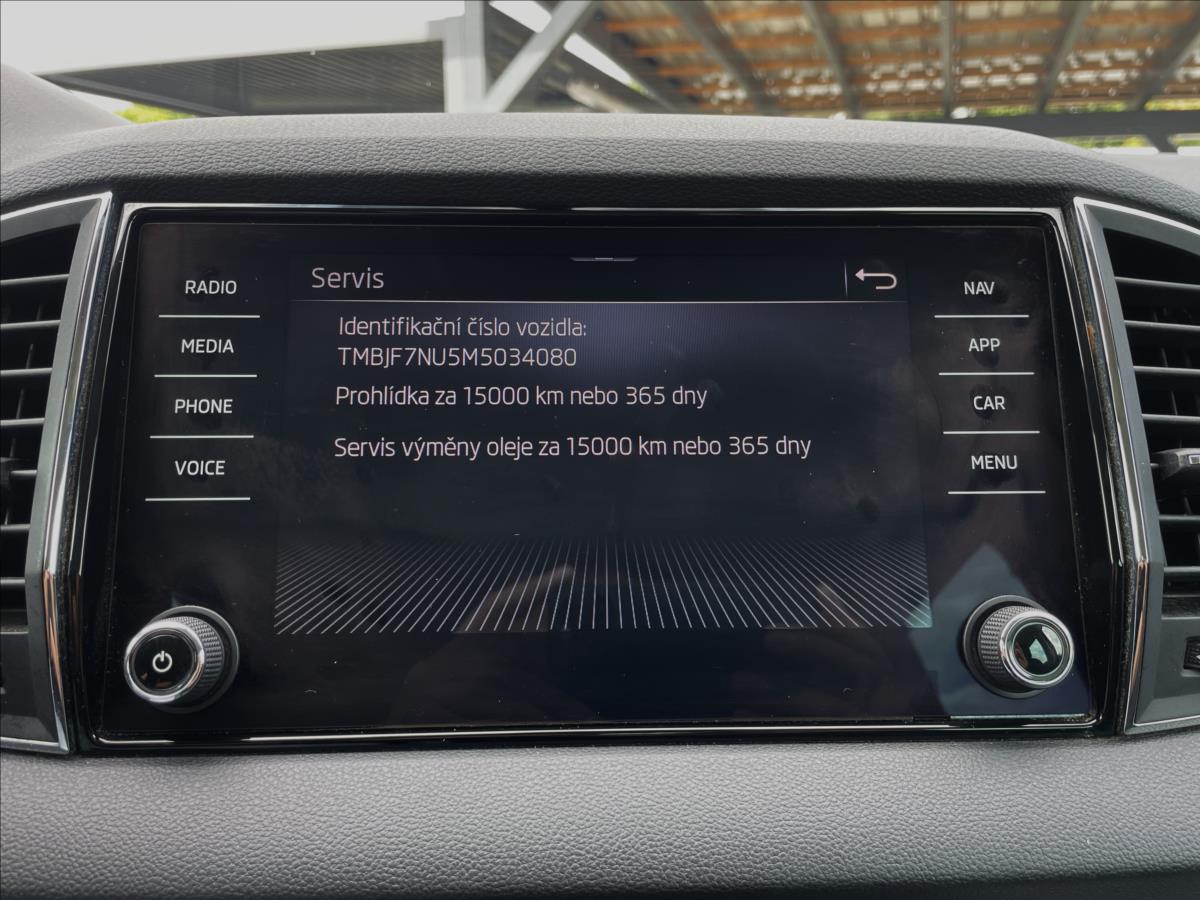 RADIO
MEDIA
PHONE
VOICE
Servis
Identifikační číslo vozidla:
TMBJF7NU5M5034080
Prohlídka za 15000 km nebo 365 dny
Servis výměny oleje za 15000 km nebo 365 dny
NAV
APP
CAR
MENU